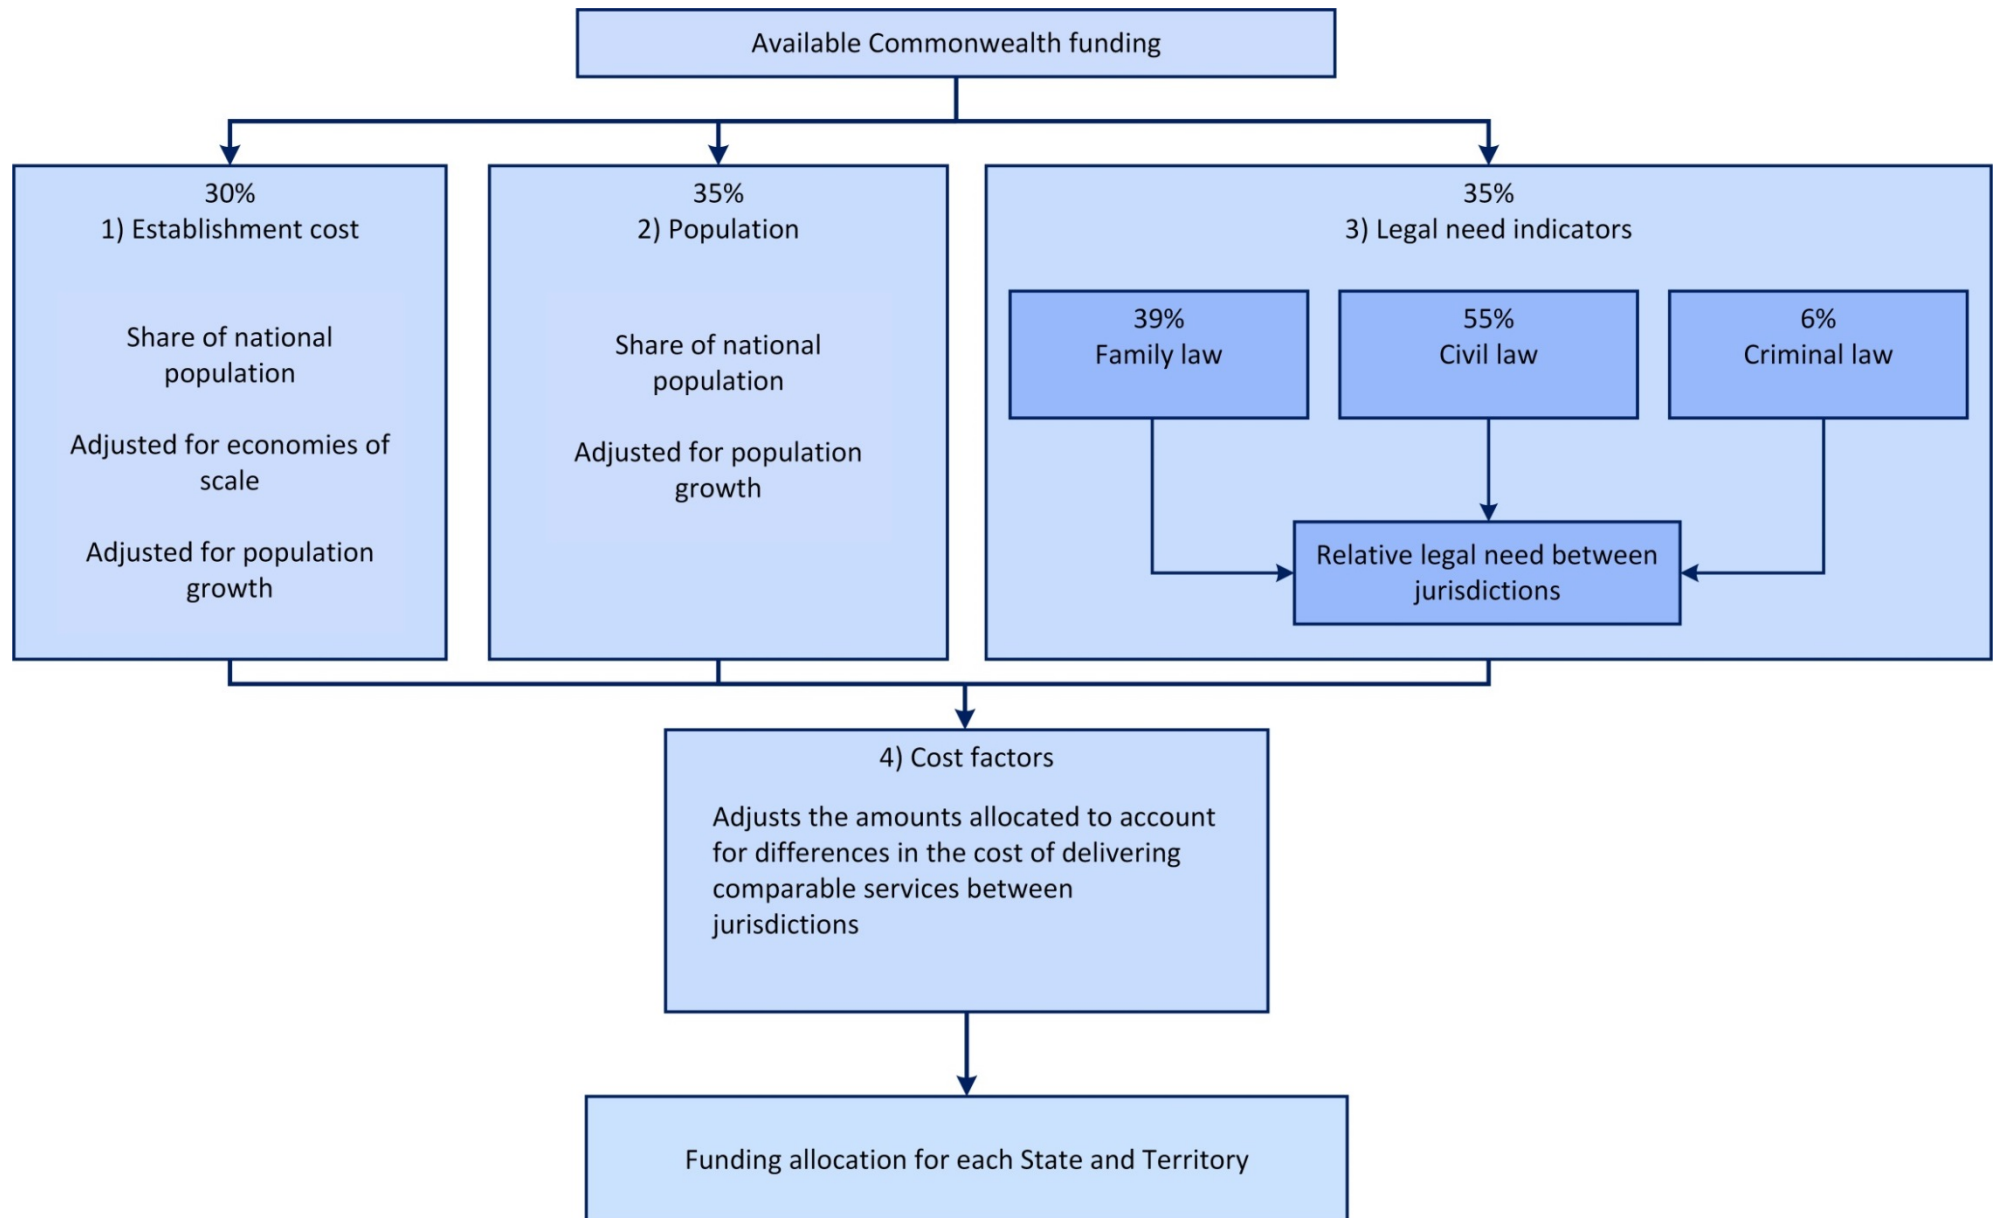 Available Commonwealth funding
30%
1) Establishment cost
Share of national
population
Adjusted for economies of
scale
Adjusted for population
growth
35%
2) Population
Share of national
population
Adjusted for population
growth
35%
3) Legal need indicators
39%
Family law
55%
Civil law
6%
Criminal law
Relative legal need between
jurisdictions
4) Cost factors
Adjusts the amounts allocated to account
for differences in the cost of delivering
comparable services between
jurisdictions
Funding allocation for each State and Territory